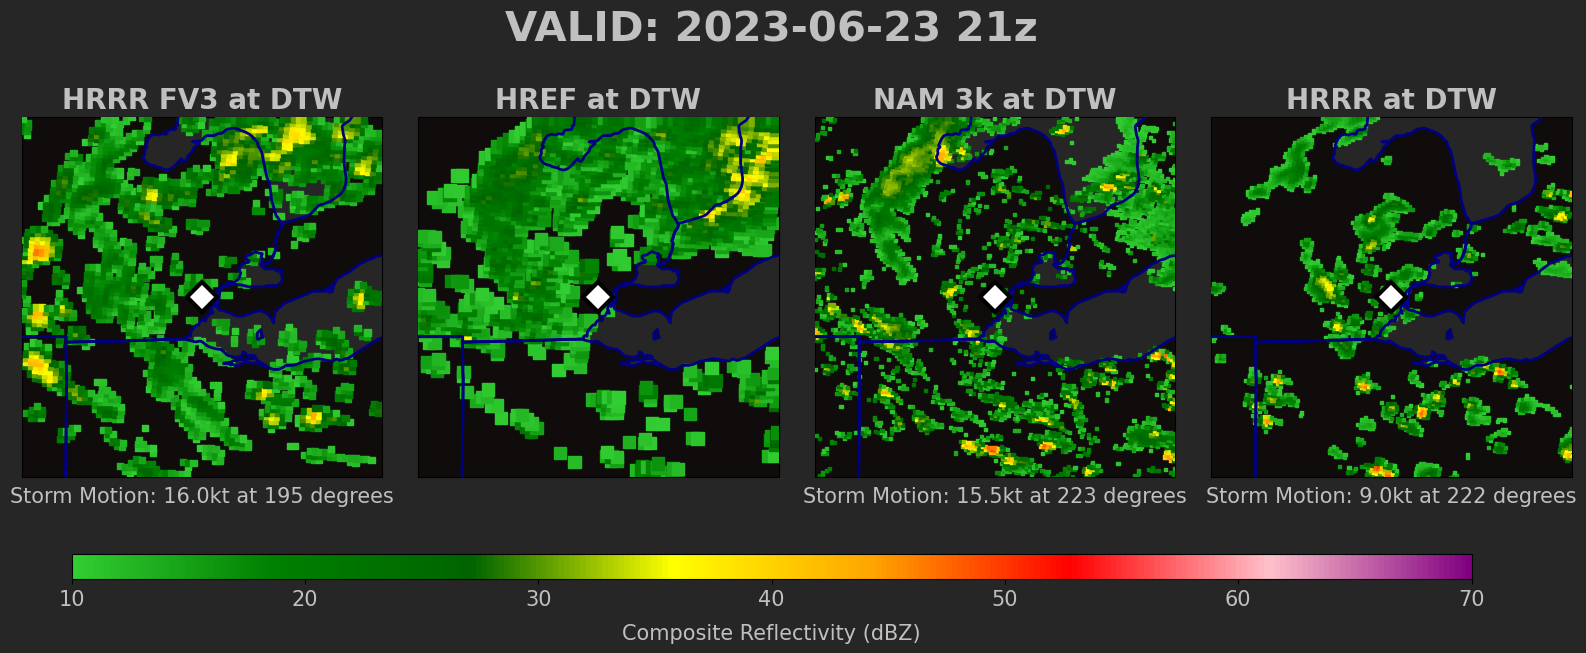 VALID: 2023-06-23 21z
HRRR FV3 at DTW
HREF at DTW
NAM 3k at DTW
HRRR at DTW
Storm Motion: 16.0kt at 195 degrees
Storm Motion: 15.5kt at 223 degrees
Storm Motion: 9.0kt at 222 degrees
10 20 30 40 50 60 70
Composite Reflectivity (dBZ)